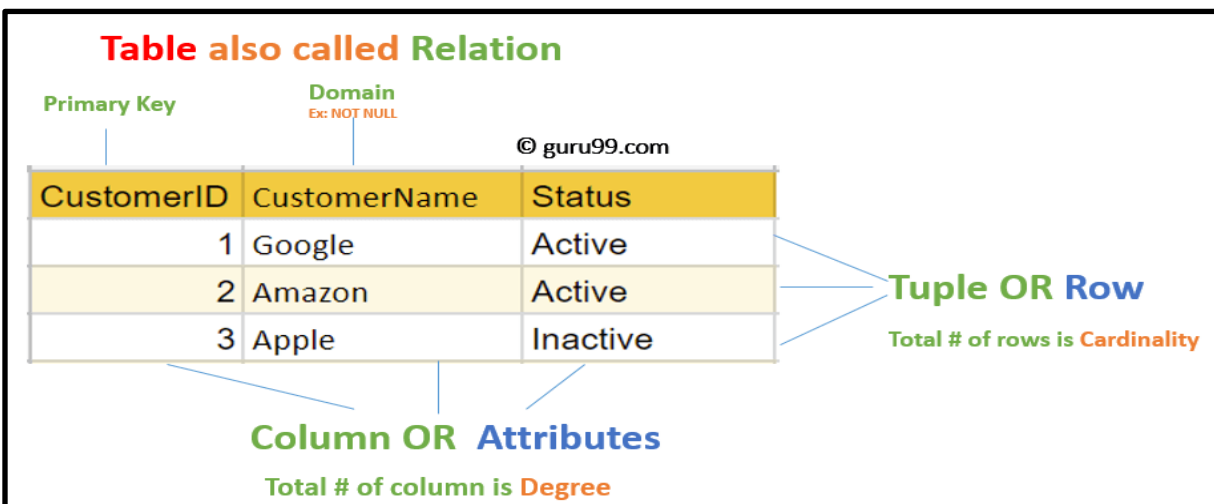 Table also called Relation
Primary Key
Domain
Ex: NOT NULL
© guru99.com
CustomerID CustomerName Status
1 Google Active
2 Amazon Active
3 Apple Inactive
Tuple OR Row
Total # of rows is Cardinality
Column OR Attributes
Total # of column is Degree